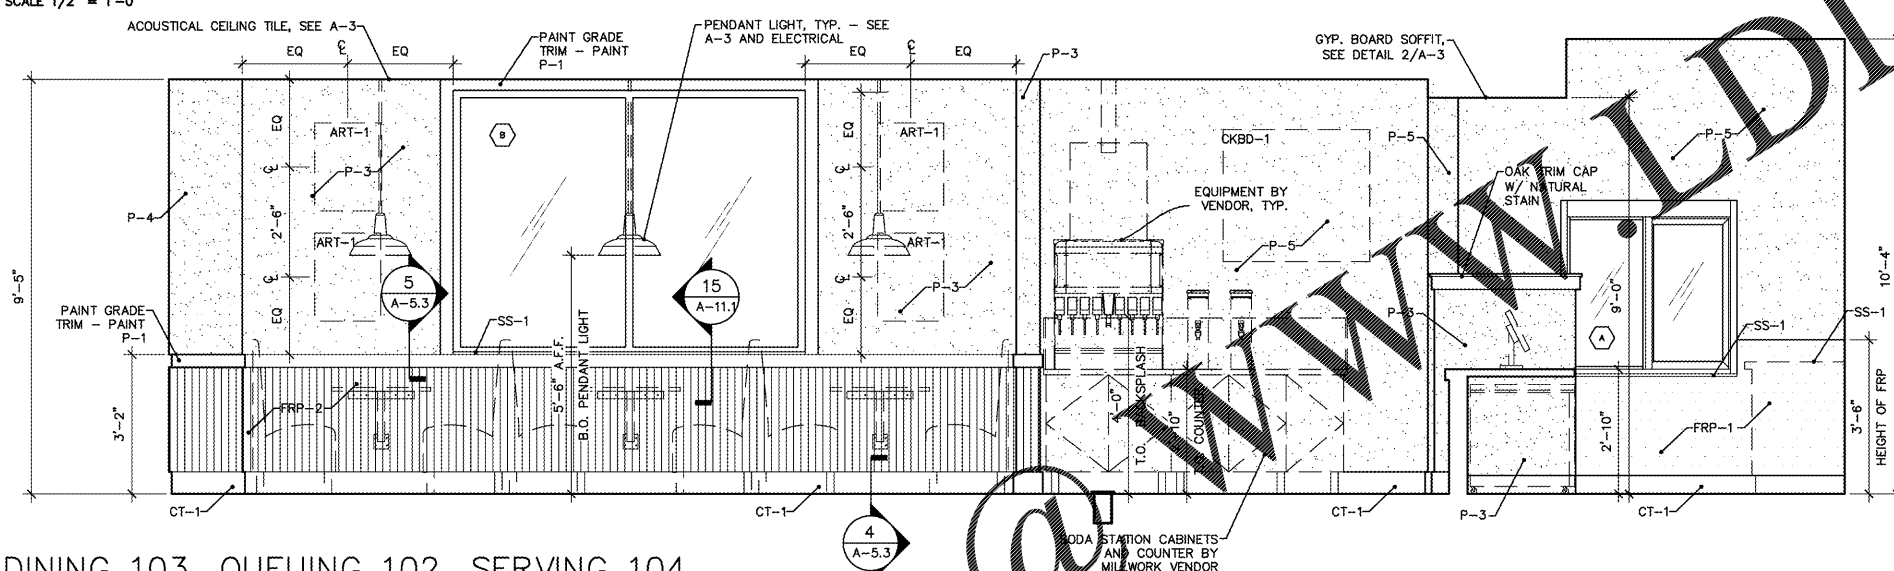 SCALE 1/2" = 1'-0"
ACOUSTICAL CEILING TILE, SEE A-3
PAINT GRADE
TRIM - PAINT
P-1
PENDANT LIGHT, TYP. - SEE
A-3 AND ELECTRICAL
P-3
GYP. BOARD SOFFIT,
SEE DETAIL 2/A-3
EQ
EQ
EQ
EQ
B
EQ
ART-1
P-3
2'-6"
ART-1
EQ
EQ
ART-1
2'-6"
ART-1
P-3
EQ
P-4
9'-5"
CKBD-1
EQUIPMENT BY
VENDOR, TYP.
P-5
P-5
P-5
OAK TRIM CAP
W/ NATURAL
STAIN
10'-4"
5
A-5.3
15
A-11.1
PAINT GRADE
TRIM - PAINT
P-1
SS-1
P-3
9'-0"
A
SS-1
SS-1
5'-6" A.F.F.
B.O. PENDANT LIGHT
FRP-2
3'-2"
4'-0"
T.O. BACKSPLASH
COUNTER
2'-10"
FRP-1
3'-6"
HEIGHT OF FRP
CT-1
CT-1
CT-1
P-3
CT-1
4
A-5.3
SODA STATION CABINETS
AND COUNTER BY
MILLWORK VENDOR
DINING 103, QUEUING 102, SERVING 104
@ WWW LDI